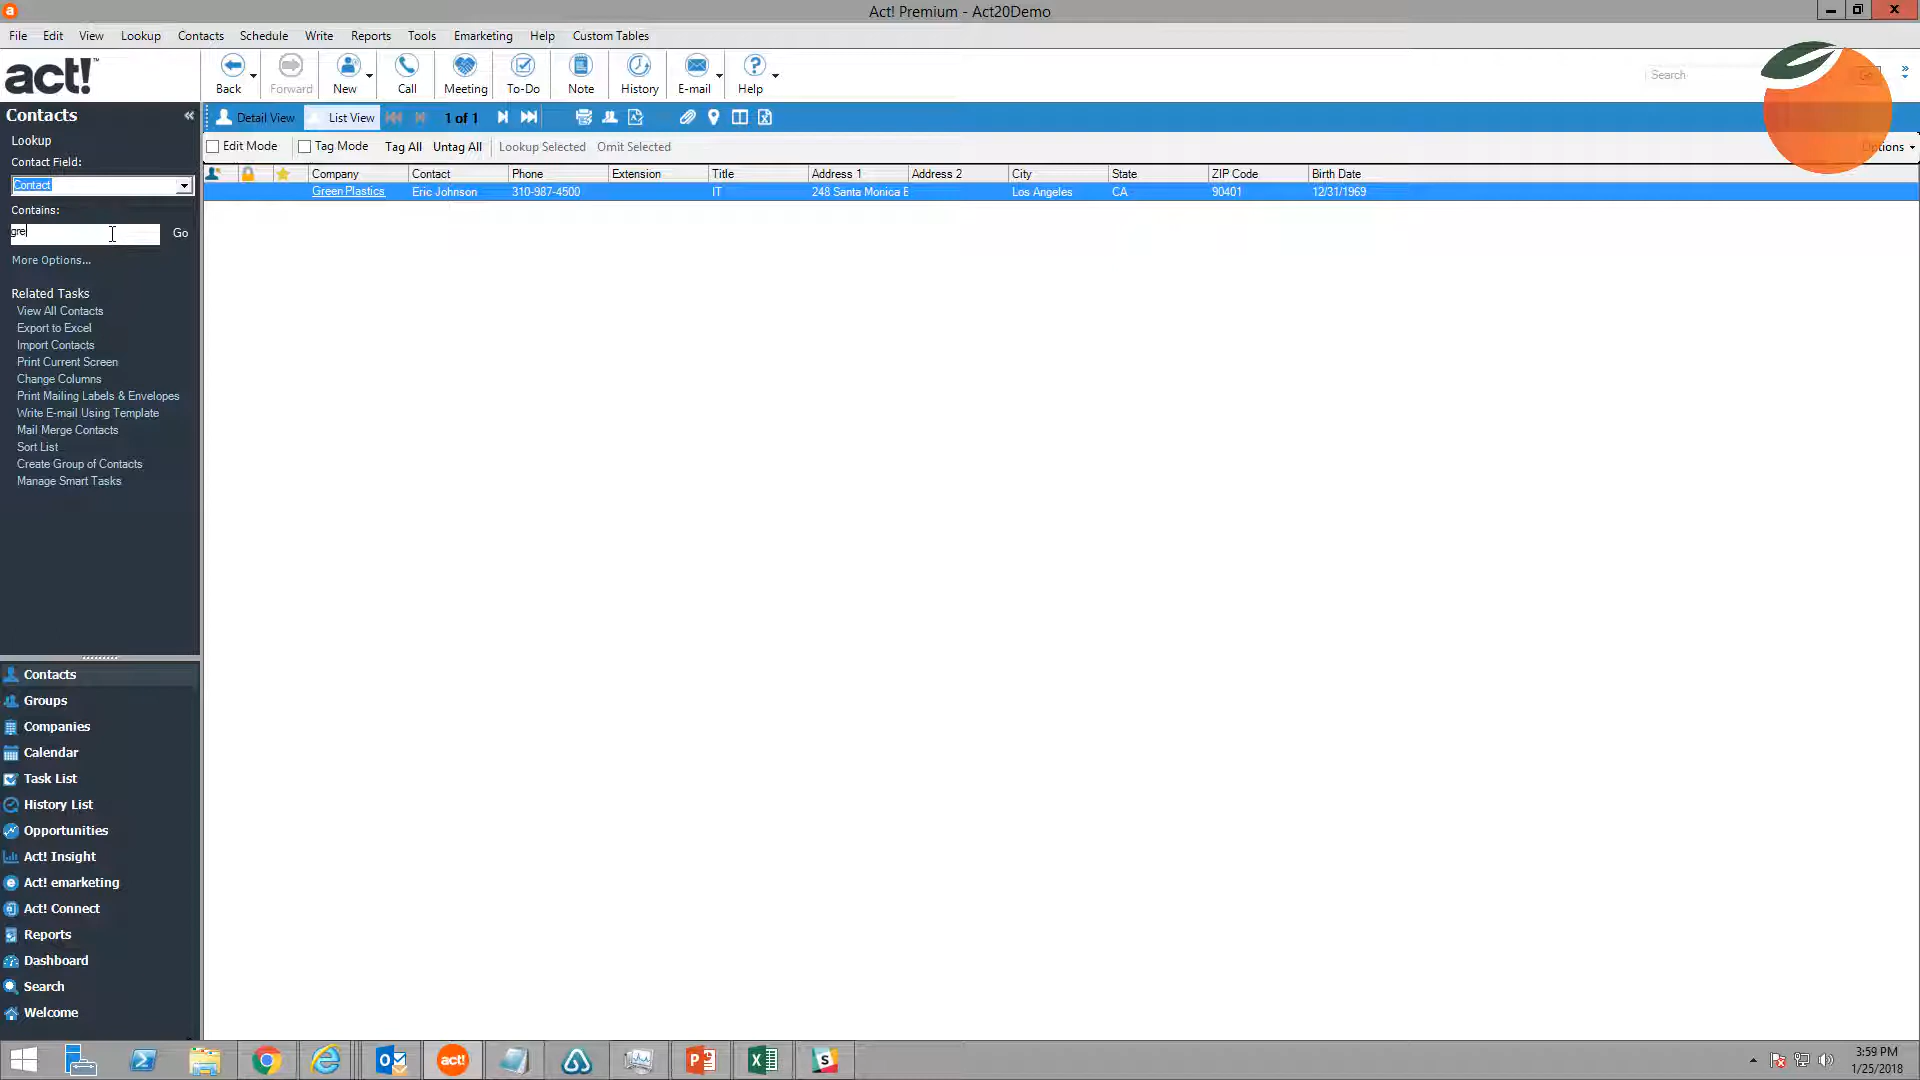 Act! Premium - Act20Demo
File Edit View Lookup Contacts Schedule Write Reports Tools Emarketing Help Custom Tables
act!
Back Forward New Call Meeting To-Do Note History E-mail Help
Search
Go
Contacts
Detail View List View 1 of 1
Lookup
Edit Mode Tag Mode Tag All Untag All Lookup Selected Omit Selected
Options
Contact Field:
Company Contact Phone Extension Title Address 1 Address 2 City State ZIP Code Birth Date
Contact
Green Plastics Eric Johnson 310-987-4500 IT 248 Santa Monica B Los Angeles CA 90401 12/31/1969
Contains:
gre
Go
More Options...
Related Tasks
View All Contacts
Export to Excel
Import Contacts
Print Current Screen
Change Columns
Print Mailing Labels & Envelopes
Write E-mail Using Template
Mail Merge Contacts
Sort List
Create Group of Contacts
Manage Smart Tasks
Contacts
Groups
Companies
Calendar
Task List
History List
Opportunities
Act! Insight
Act! emarketing
Act! Connect
Reports
Dashboard
Search
Welcome
act!
3:59 PM
1/25/2018